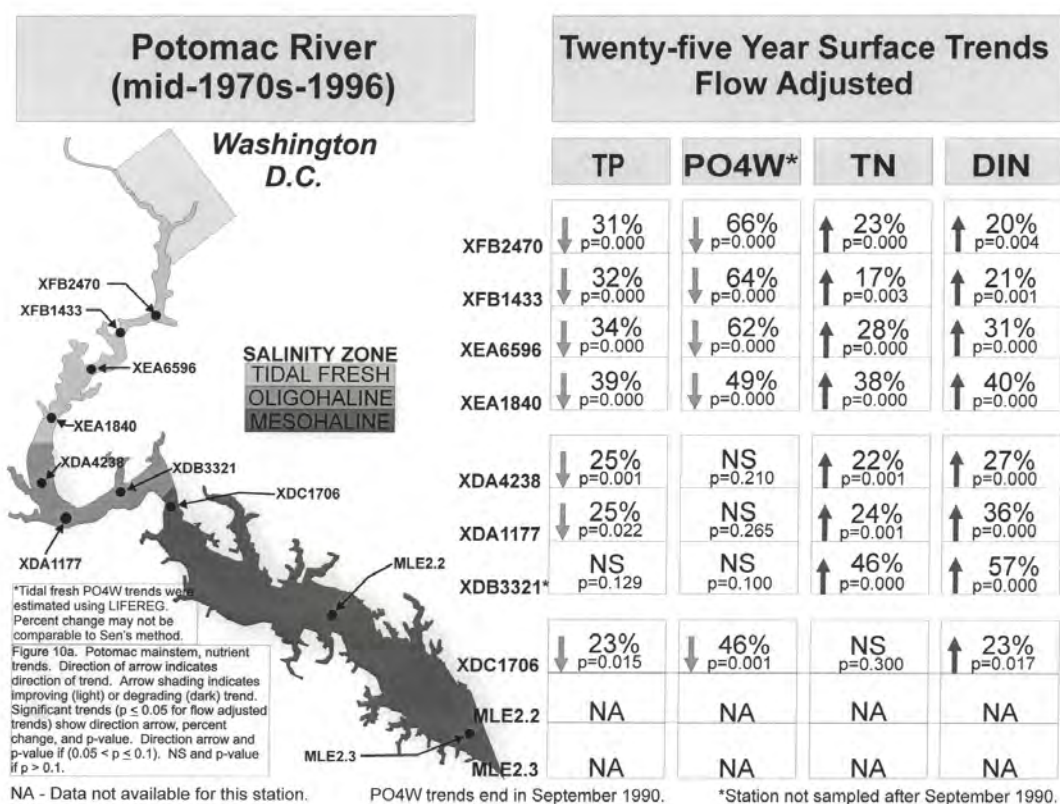 Potomac River
(mid-1970s-1996)
Twenty-five Year Surface Trends
Flow Adjusted
Washington
D.C.
XFB2470
XFB1433
XEA6596
SALINITY ZONE
TIDAL FRESH
OLIGOHALINE
MESOHALINE
XEA1840
XDA4238
XDB3321
XDC1706
XDA1177
MLE2.2
MLE2.3
TP PO4W* TN DIN
XFB2470 31% 66% 23% 20%
p=0.000 p=0.000 p=0.000 p=0.004
XFB1433 32% 64% 17% 21%
p=0.000 p=0.000 p=0.003 p=0.001
XEA6596 34% 62% 28% 31%
p=0.000 p=0.000 p=0.000 p=0.000
XEA1840 39% 49% 38% 40%
p=0.000 p=0.000 p=0.000 p=0.000
XDA4238 25% NS 22% 27%
p=0.001 p=0.210 p=0.001 p=0.000
XDA1177 25% NS 24% 36%
p=0.022 p=0.265 p=0.001 p=0.000
XDB3321* NS NS 46% 57%
p=0.129 p=0.100 p=0.000 p=0.000
XDC1706 23% 46% NS 23%
p=0.015 p=0.001 p=0.300 p=0.017
MLE2.2 NA NA NA NA
MLE2.3 NA NA NA NA
*Tidal fresh PO4W trends were
estimated using LIFEREG.
Percent change may not be
comparable to Sen's method.
Figure 10a. Potomac mainstem, nutrient
trends. Direction of arrow indicates
direction of trend. Arrow shading indicates
improving (light) or degrading (dark) trend.
Significant trends (p ≤ 0.05 for flow adjusted
trends) show direction arrow, percent
change, and p-value. Direction arrow and
p-value if (0.05 < p ≤ 0.1). NS and p-value
if p > 0.1.
NA - Data not available for this station.
PO4W trends end in September 1990.
*Station not sampled after September 1990.